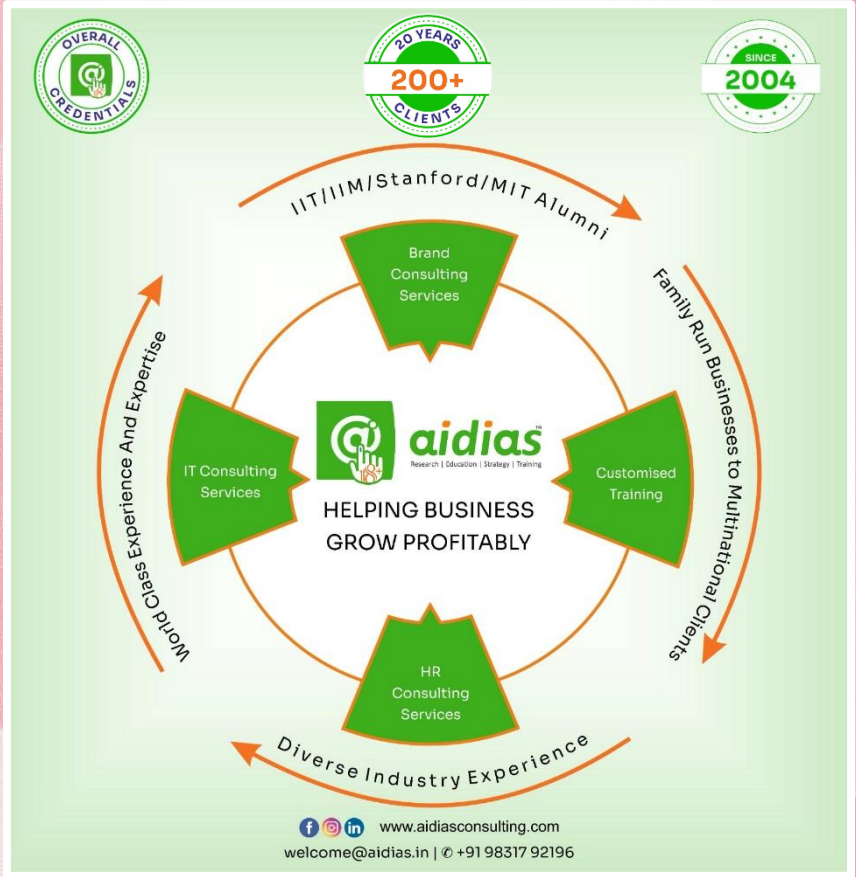 OVERALL
CREDENTIALS
20 YEARS
200+
CLIENTS
SINCE
2004
IIT/IIM/Stanford/MIT Alumni
Brand
Consulting
Services
Family Run Businesses to Multinational Clients
World Class Experience And Expertise
IT Consulting
Services
@i
18+
aidias™
Research | Education | Strategy | Training
HELPING BUSINESS
GROW PROFITABLY
Customised
Training
HR
Consulting
Services
Diverse Industry Experience
www.aidiasconsulting.com
welcome@aidias.in | ✆ +91 98317 92196